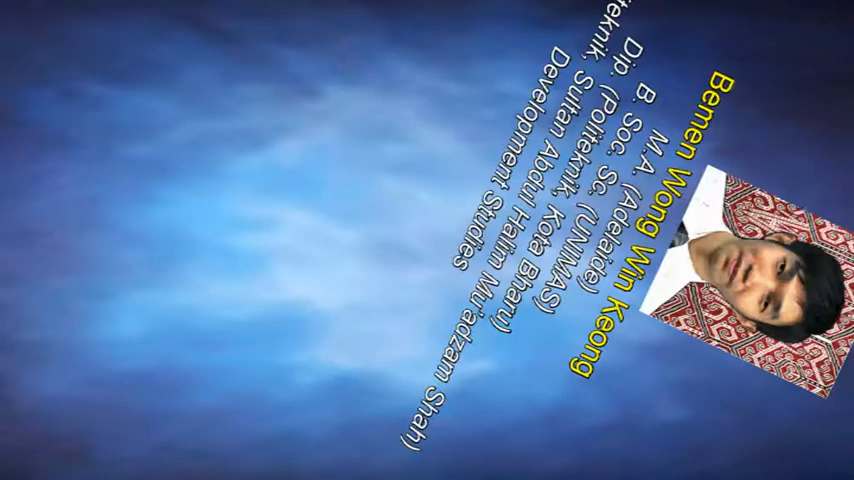 Bemen Wong Win Keong
M.A. (Adelaide)
B. Soc. Sc. (UNIMAS)
Dip. (Politeknik, Kota Bharu)
Sultan Abdul Halim Mu'adzam Shah)
Development Studies